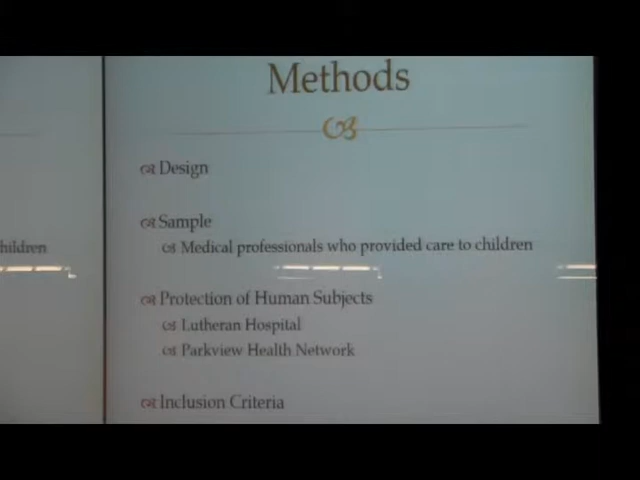 Methods
Design
Sample
Medical professionals who provided care to children
hildren
Protection of Human Subjects
Lutheran Hospital
Parkview Health Network
Inclusion Criteria